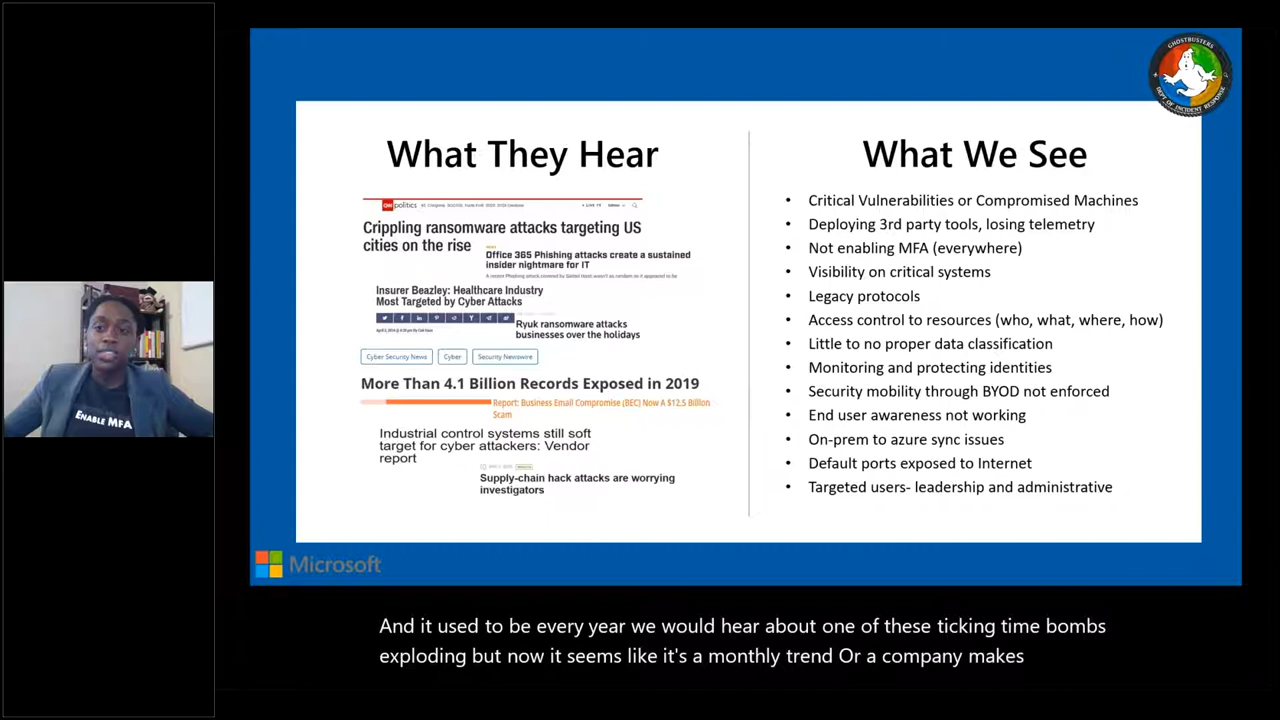 GHOSTBUSTERS
DEPT OF INCIDENT RESPONSE
What They Hear
CNN politics
Crippling ransomware attacks targeting US
cities on the rise
Office 365 Phishing attacks create a sustained
insider nightmare for IT
Insurer Beazley: Healthcare Industry
Most Targeted by Cyber Attacks
Ryuk ransomware attacks
businesses over the holidays
Cyber Security News
Cyber
Security Newswire
More Than 4.1 Billion Records Exposed in 2019
Report: Business Email Compromise (BEC) Now A $12.5 Billion
Scam
Industrial control systems still soft
target for cyber attackers: Vendor
report
Supply-chain hack attacks are worrying
investigators
What We See
• Critical Vulnerabilities or Compromised Machines
• Deploying 3rd party tools, losing telemetry
• Not enabling MFA (everywhere)
• Visibility on critical systems
• Legacy protocols
• Access control to resources (who, what, where, how)
• Little to no proper data classification
• Monitoring and protecting identities
• Security mobility through BYOD not enforced
• End user awareness not working
• On-prem to azure sync issues
• Default ports exposed to Internet
• Targeted users- leadership and administrative
ENABLE MFA
Microsoft
And it used to be every year we would hear about one of these ticking time bombs
exploding but now it seems like it's a monthly trend Or a company makes